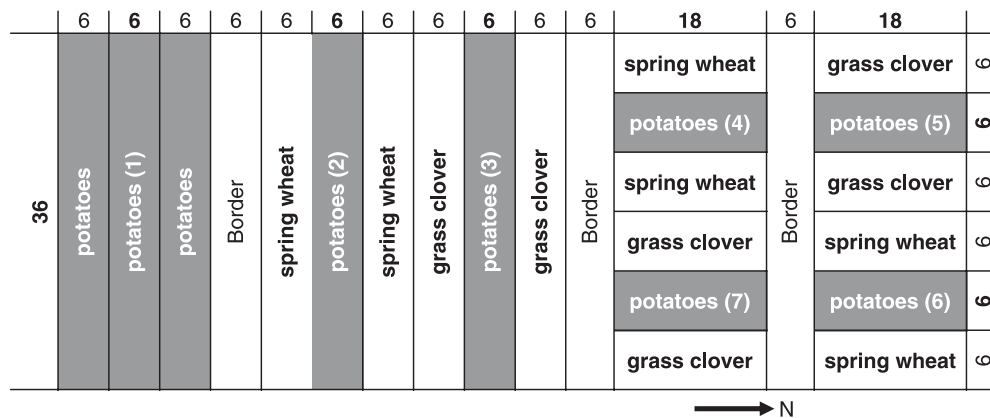 6 6 6 6 6 6 6 6 6 6 6 18 6 18
36
potatoes
potatoes (1)
potatoes
Border
spring wheat
potatoes (2)
spring wheat
grass clover
potatoes (3)
grass clover
Border
spring wheat
potatoes (4)
spring wheat
grass clover
potatoes (7)
grass clover
Border
grass clover
potatoes (5)
grass clover
spring wheat
potatoes (6)
spring wheat
6
6
6
6
6
6
N